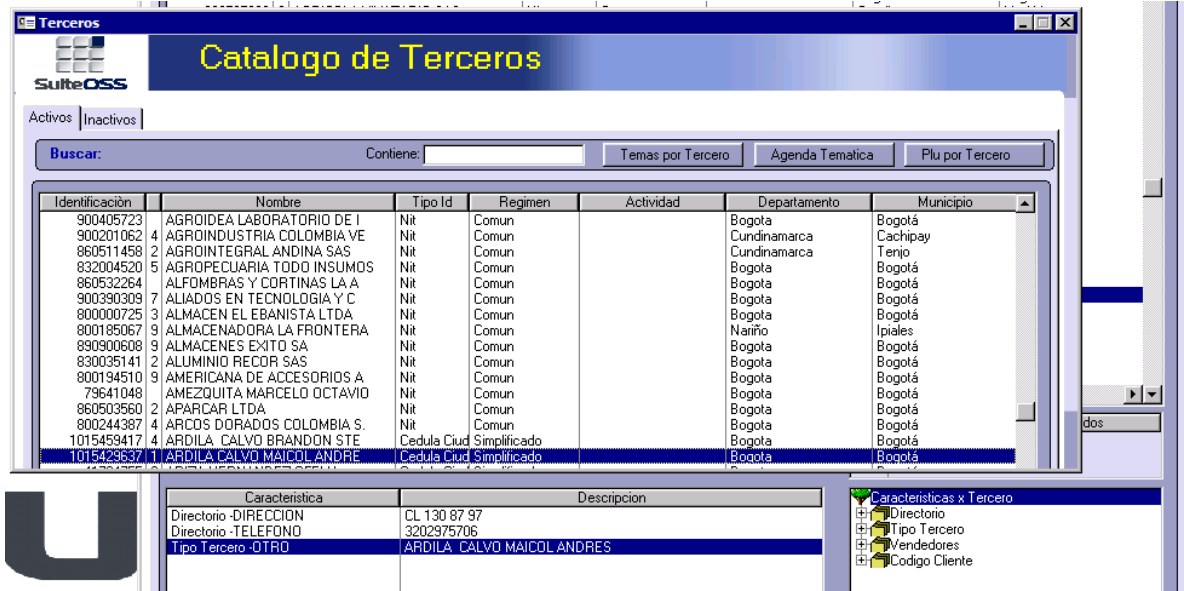 Terceros
SuiteOSS
Catalogo de Terceros
Activos Inactivos
Buscar: Contiene: Temas por Tercero Agenda Tematica Plu por Tercero
Identificaciòn Nombre Tipo Id Regimen Actividad Departamento Municipio
900405723 AGROIDEA LABORATORIO DE I Nit Comun Bogota Bogotá
900201062 4 AGROINDUSTRIA COLOMBIA VE Nit Comun Cundinamarca Cachipay
860511458 2 AGROINTEGRAL ANDINA SAS Nit Comun Cundinamarca Tenjo
832004520 5 AGROPECUARIA TODO INSUMOS Nit Comun Bogota Bogotá
860532264 ALFOMBRAS Y CORTINAS LA A Nit Comun Bogota Bogotá
900390309 7 ALIADOS EN TECNOLOGIA Y C Nit Comun Bogota Bogotá
800000725 3 ALMACEN EL EBANISTA LTDA Nit Comun Bogota Bogotá
800185067 9 ALMACENADORA LA FRONTERA Nit Comun Nariño Ipiales
890900608 9 ALMACENES EXITO SA Nit Comun Bogota Bogotá
830035141 2 ALUMINIO RECOR SAS Nit Comun Bogota Bogotá
800194510 9 AMERICANA DE ACCESORIOS A Nit Comun Bogota Bogotá
79641048 AMEZQUITA MARCELO OCTAVIO Nit Comun Bogota Bogotá
860503560 2 APARCAR LTDA Nit Comun Bogota Bogotá
800244387 4 ARCOS DORADOS COLOMBIA S. Nit Comun Bogota Bogotá
1015459417 4 ARDILA CALVO BRANDON STE Cedula Ciud Simplificado Bogota Bogotá
1015429637 1 ARDILA CALVO MAICOL ANDRE Cedula Ciud Simplificado Bogota Bogotá
dos
Caracteristica Descripcion
Directorio -DIRECCION CL 130 87 97
Directorio -TELEFONO 3202975706
Tipo Tercero -OTRO ARDILA CALVO MAICOL ANDRES
Caracteristicas x Tercero
Directorio
Tipo Tercero
Vendedores
Codigo Cliente